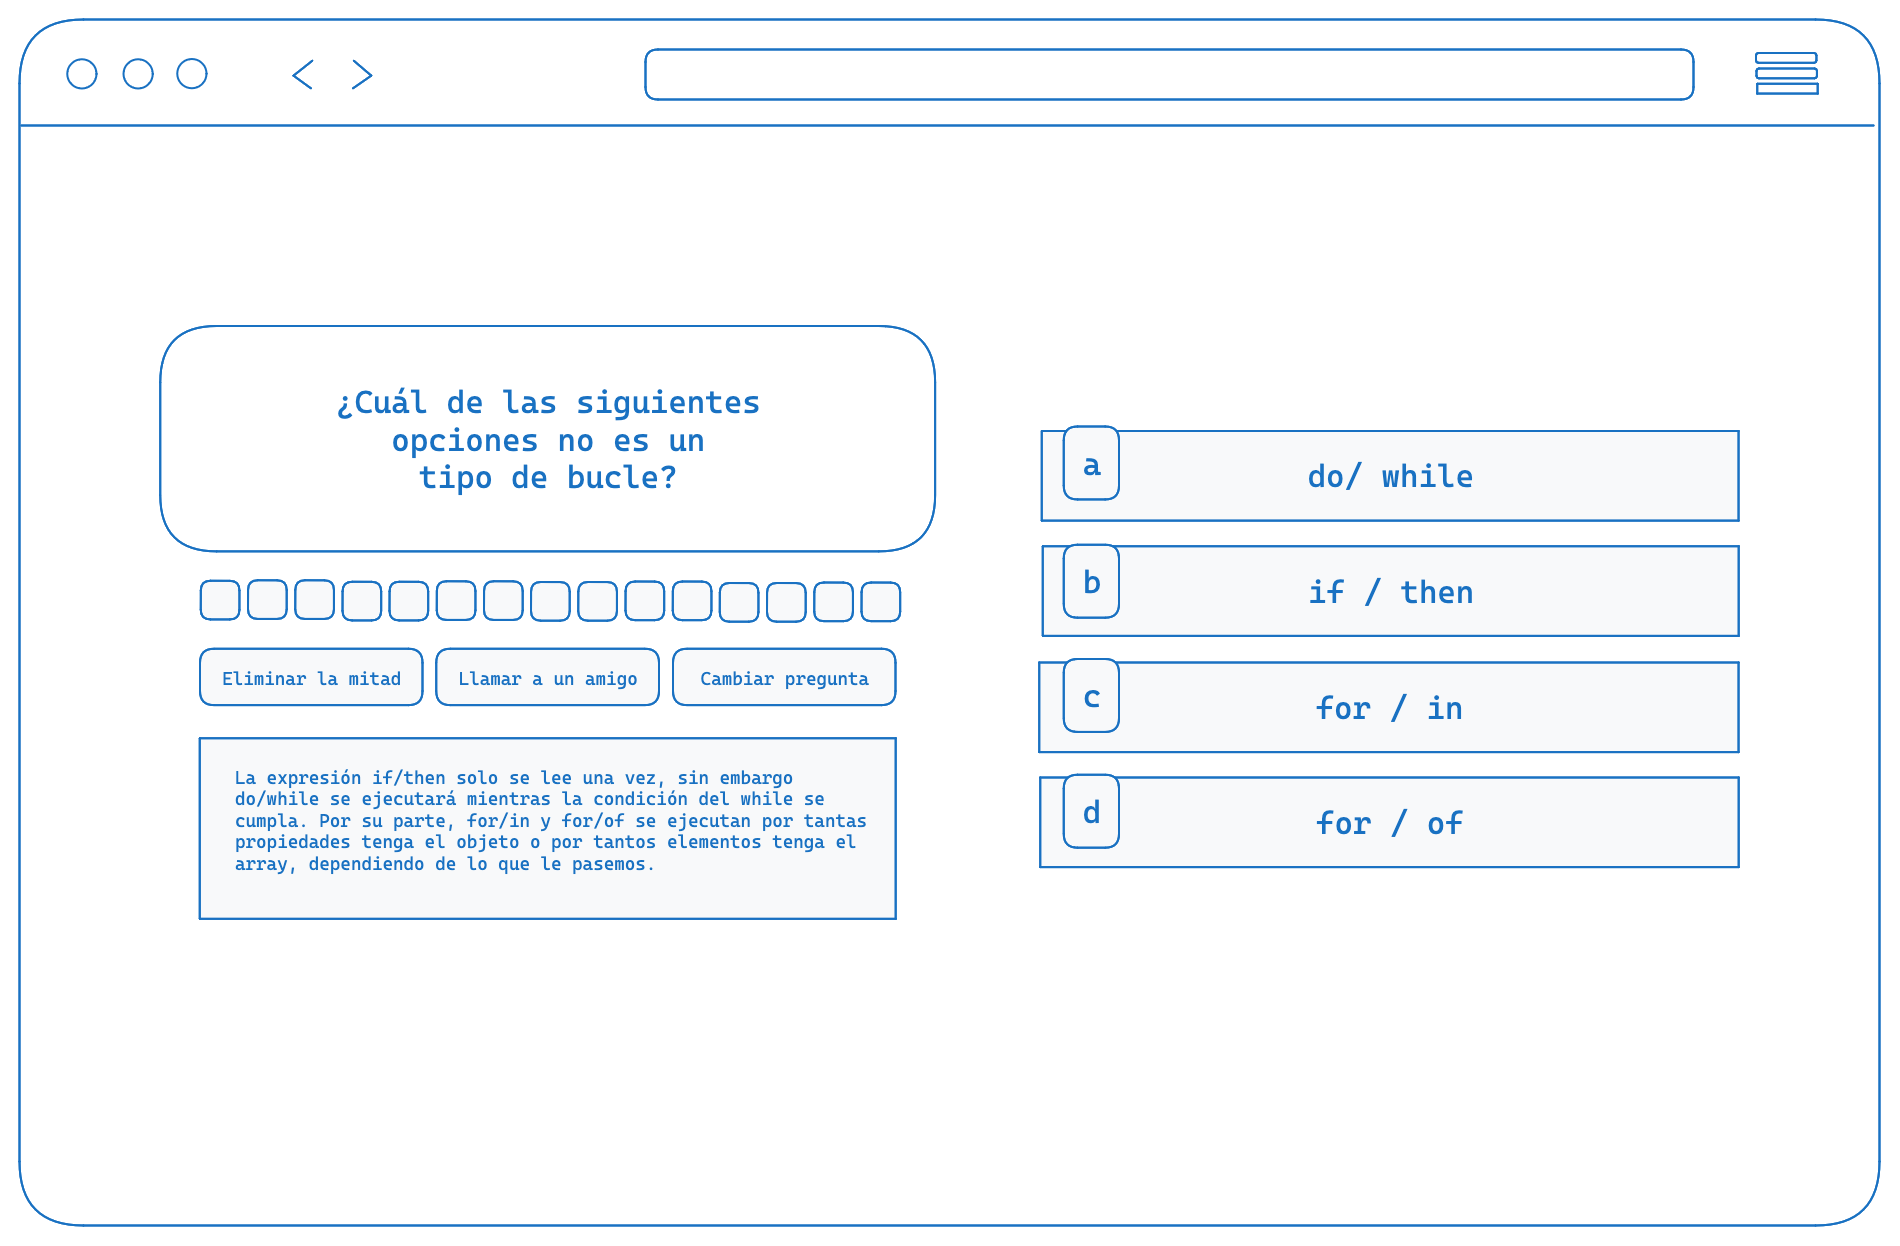 ¿Cuál de las siguientes
opciones no es un
tipo de bucle?
Eliminar la mitad
Llamar a un amigo
Cambiar pregunta
La expresión if/then solo se lee una vez, sin embargo
do/while se ejecutará mientras la condición del while se
cumpla. Por su parte, for/in y for/of se ejecutan por tantas
propiedades tenga el objeto o por tantos elementos tenga el
array, dependiendo de lo que le pasemos.
a
do/ while
b
if / then
c
for / in
d
for / of